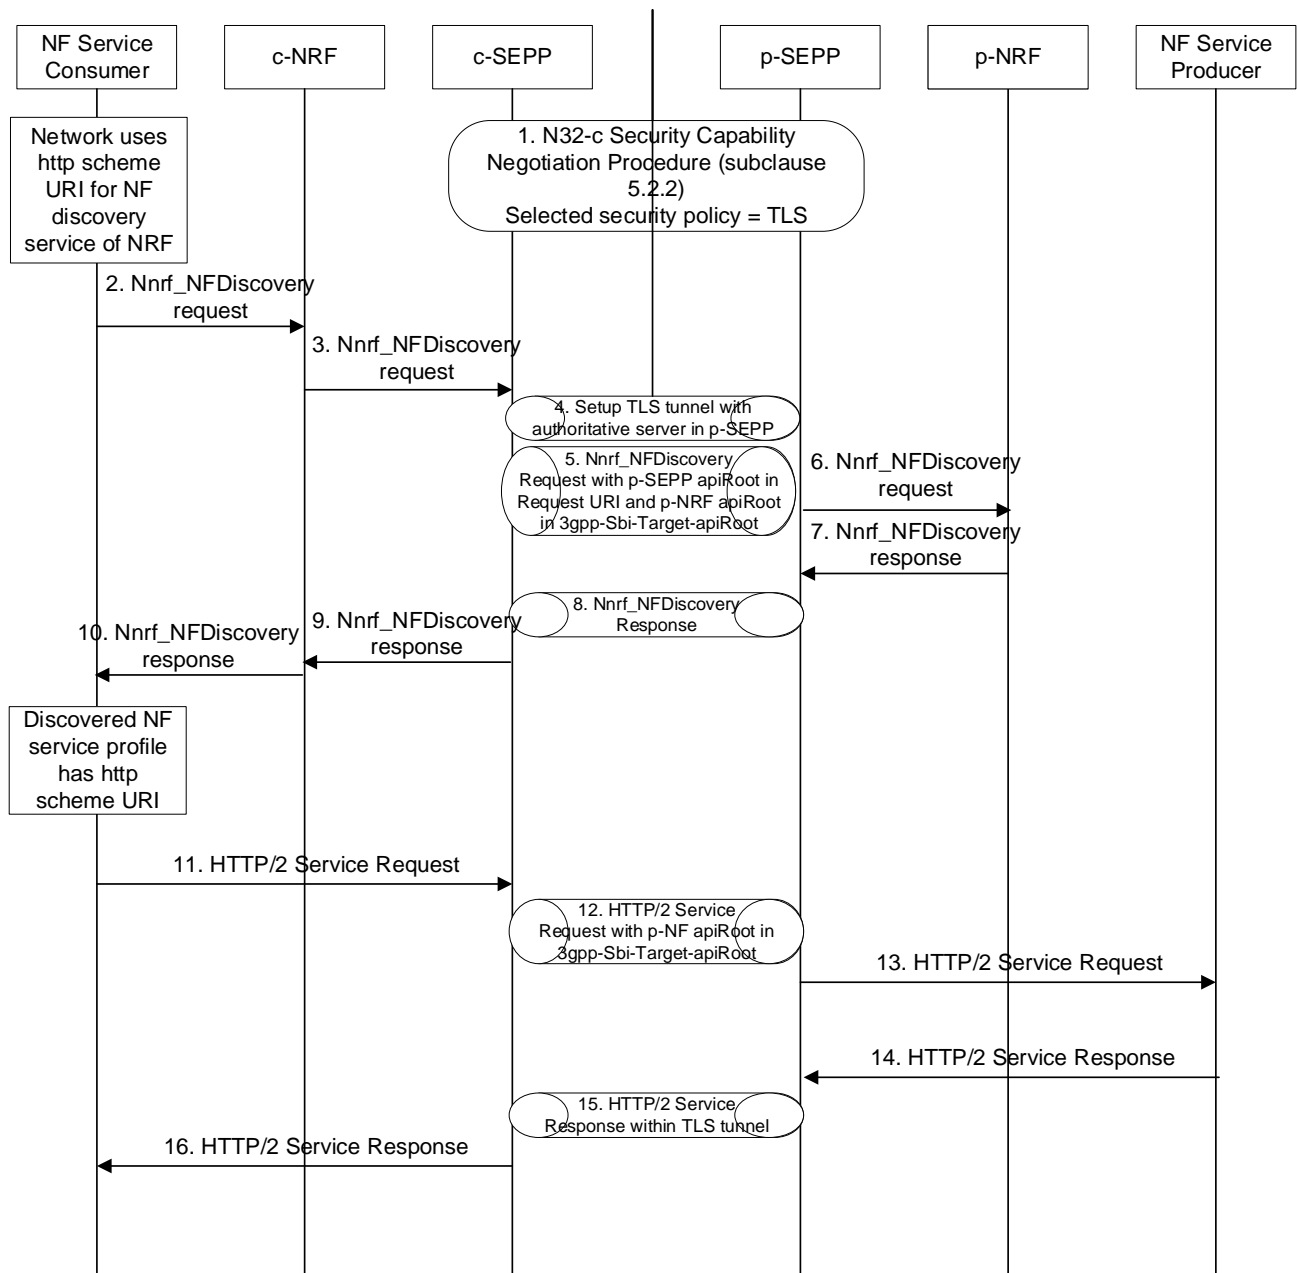 NF Service
Consumer
c-NRF
c-SEPP
p-SEPP
p-NRF
NF Service
Producer
Network uses
http scheme
URI for NF
discovery
service of NRF
1. N32-c Security Capability
Negotiation Procedure (subclause
5.2.2)
Selected security policy = TLS
2. Nnrf_NFDiscovery
request
3. Nnrf_NFDiscovery
request
4. Setup TLS tunnel with
authoritative server in p-SEPP
5. Nnrf_NFDiscovery
Request with p-SEPP apiRoot in
Request URI and p-NRF apiRoot
in 3gpp-Sbi-Target-apiRoot
6. Nnrf_NFDiscovery
request
7. Nnrf_NFDiscovery
response
8. Nnrf_NFDiscovery
Response
9. Nnrf_NFDiscovery
response
10. Nnrf_NFDiscovery
response
Discovered NF
service profile
has http
scheme URI
11. HTTP/2 Service Request
12. HTTP/2 Service
Request with p-NF apiRoot in
3gpp-Sbi-Target-apiRoot
13. HTTP/2 Service Request
14. HTTP/2 Service Response
15. HTTP/2 Service
Response within TLS tunnel
16. HTTP/2 Service Response